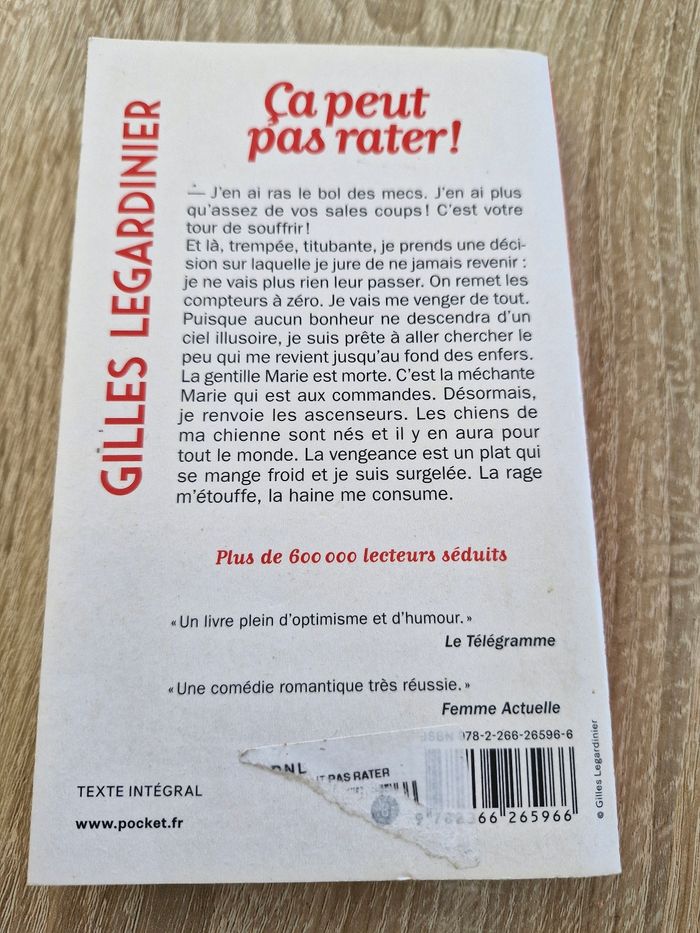 GILLES LEGARDINIER
Ça peut
pas rater!
— J'en ai ras le bol des mecs. J'en ai plus
qu'assez de vos sales coups! C'est votre
tour de souffrir!
Et là, trempée, titubante, je prends une déci-
sion sur laquelle je jure de ne jamais revenir :
je ne vais plus rien leur passer. On remet les
compteurs à zéro. Je vais me venger de tout.
Puisque aucun bonheur ne descendra d'un
ciel illusoire, je suis prête à aller chercher le
peu qui me revient jusqu'au fond des enfers.
La gentille Marie est morte. C'est la méchante
Marie qui est aux commandes. Désormais,
je renvoie les ascenseurs. Les chiens de
ma chienne sont nés et il y en aura pour
tout le monde. La vengeance est un plat qui
se mange froid et je suis surgelée. La rage
m'étouffe, la haine me consume.
Plus de 600 000 lecteurs séduits
« Un livre plein d'optimisme et d'humour. »
Le Télégramme
« Une comédie romantique très réussie. »
Femme Actuelle
ISBN 978-2-266-26596-6
PAS RATER
66 265966
TEXTE INTÉGRAL
www.pocket.fr
© Gilles Legardinier